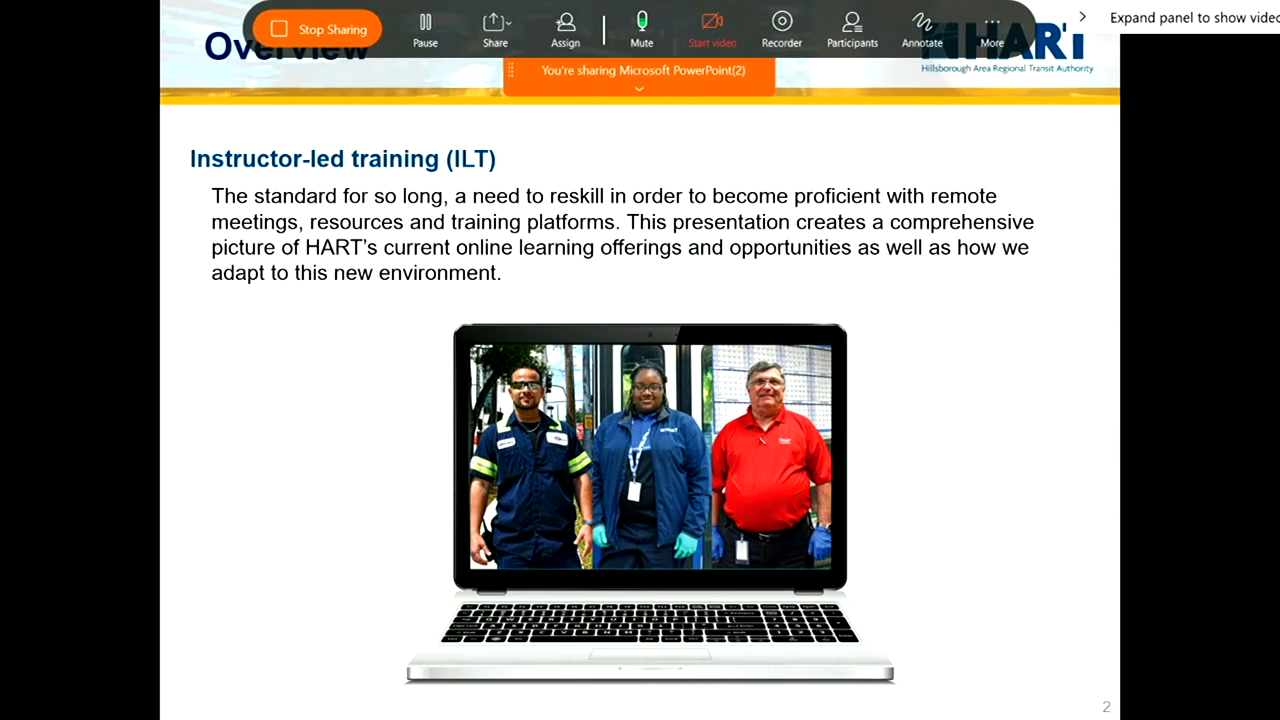 Overview
Stop Sharing
Pause
Share
Assign
Mute
Start video
Recorder
Participants
Annotate
More
Expand panel to show video
You're sharing Microsoft PowerPoint(2)
HART
Hillsborough Area Regional Transit Authority
Instructor-led training (ILT)
The standard for so long, a need to reskill in order to become proficient with remote
meetings, resources and training platforms. This presentation creates a comprehensive
picture of HART’s current online learning offerings and opportunities as well as how we
adapt to this new environment.
2